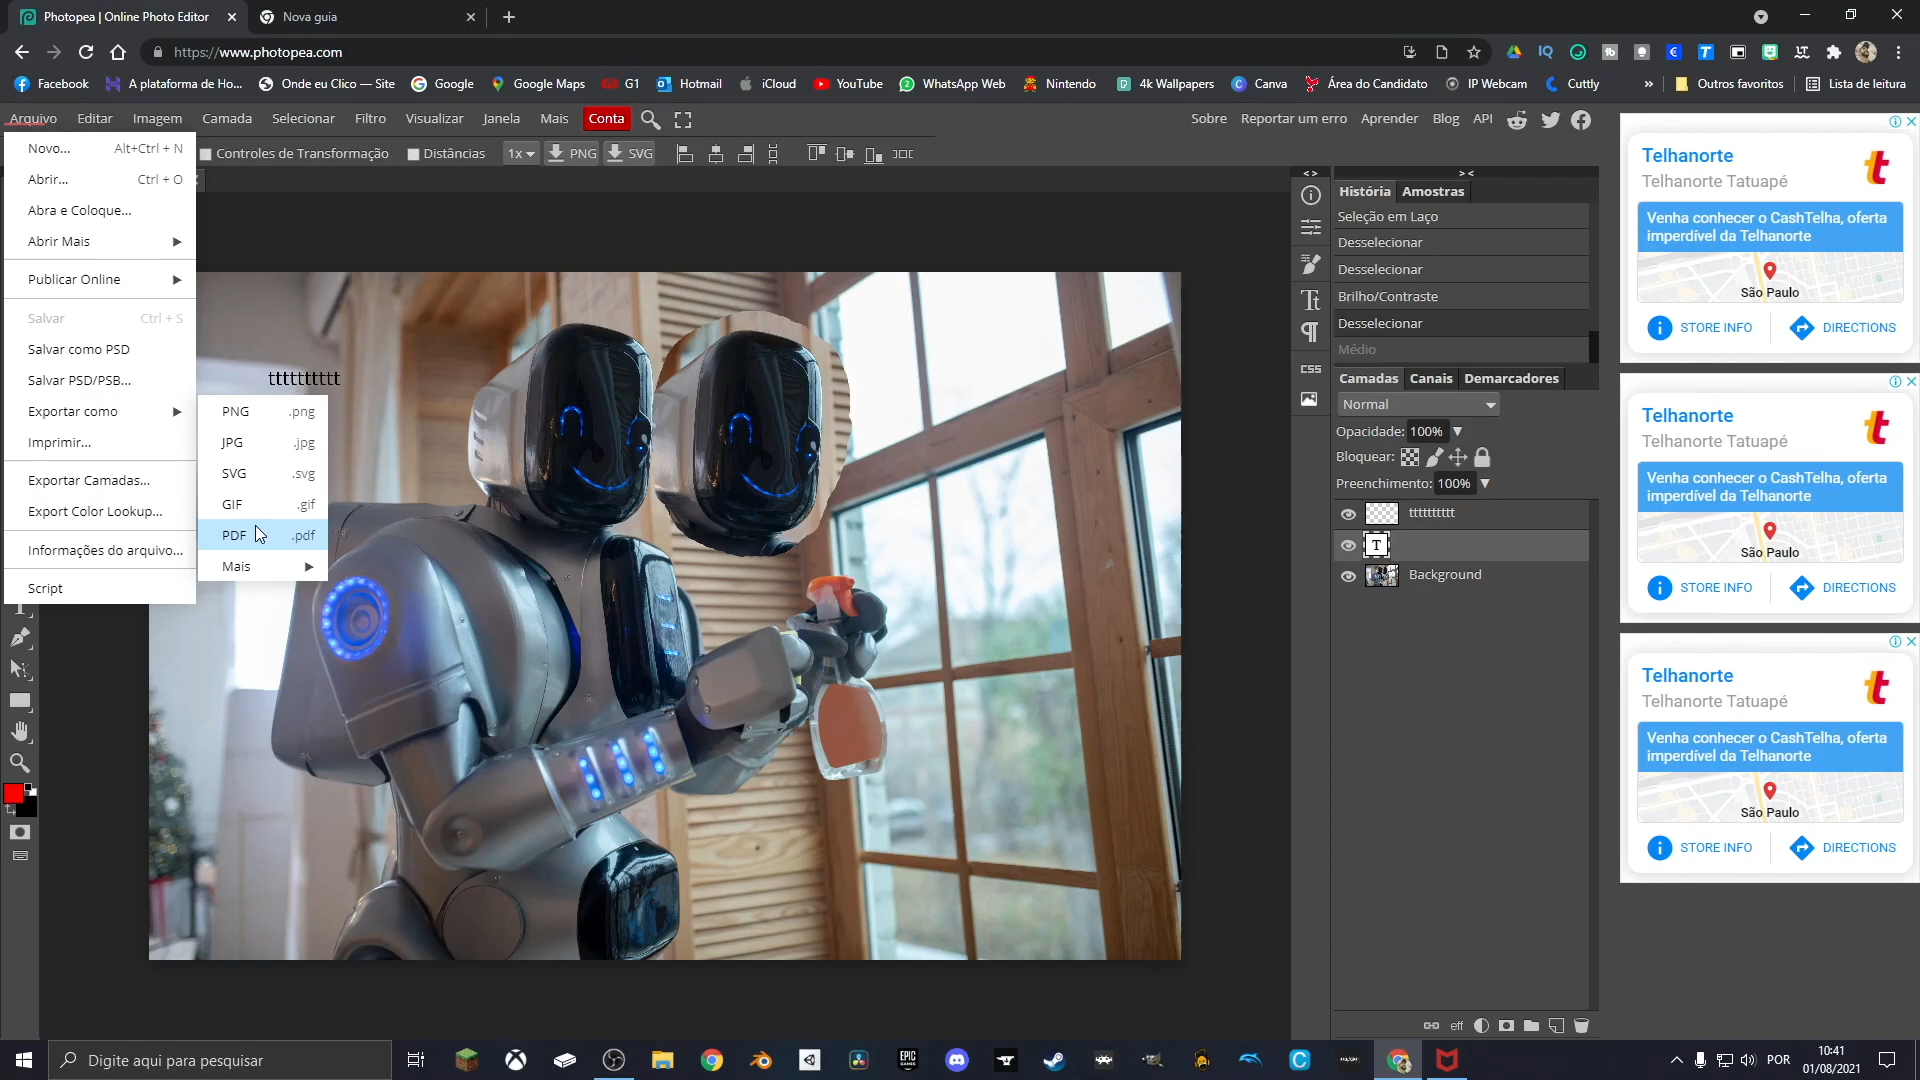 Photopea | Online Photo Editor
Nova guia
https://www.photopea.com
Facebook
A plataforma de Ho...
Onde eu Clico — Site
Google
Google Maps
G1
Hotmail
iCloud
YouTube
WhatsApp Web
Nintendo
4k Wallpapers
Canva
Área do Candidato
IP Webcam
Cuttly
»
Outros favoritos
Lista de leitura
Arquivo Editar Imagem Camada Selecionar Filtro Visualizar Janela Mais Conta
Sobre Reportar um erro Aprender Blog API
Controles de Transformação Distâncias 1x PNG SVG
Novo... Alt+Ctrl + N
Abrir... Ctrl + O
Abra e Coloque...
Abrir Mais
Publicar Online
Salvar Ctrl + S
Salvar como PSD
Salvar PSD/PSB...
Exportar como
Imprimir...
Exportar Camadas...
Export Color Lookup...
Informações do arquivo...
Script
PNG .png
JPG .jpg
SVG .svg
GIF .gif
PDF .pdf
Mais
tttttttttt
< >
> <
História Amostras
Seleção em Laço
Desselecionar
Desselecionar
Brilho/Contraste
Desselecionar
Médio
CSS
Camadas Canais Demarcadores
Normal
Opacidade: 100%
Bloquear:
Preenchimento: 100%
tttttttttt
T
Background
eff
Telhanorte
Telhanorte Tatuapé
Venha conhecer o CashTelha, oferta
imperdível da Telhanorte
São Paulo
STORE INFO
DIRECTIONS
Telhanorte
Telhanorte Tatuapé
Venha conhecer o CashTelha, oferta
imperdível da Telhanorte
São Paulo
STORE INFO
DIRECTIONS
Telhanorte
Telhanorte Tatuapé
Venha conhecer o CashTelha, oferta
imperdível da Telhanorte
São Paulo
STORE INFO
DIRECTIONS
Digite aqui para pesquisar
EPIC
GAMES
POR
10:41
01/08/2021